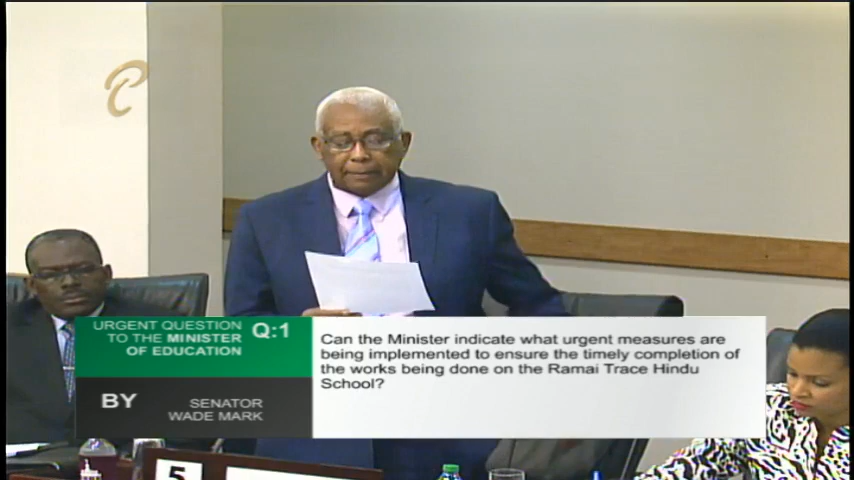 URGENT QUESTION Q:1
TO THE MINISTER
OF EDUCATION
BY SENATOR
WADE MARK
Can the Minister indicate what urgent measures are
being implemented to ensure the timely completion of
the works being done on the Ramai Trace Hindu
School?
5